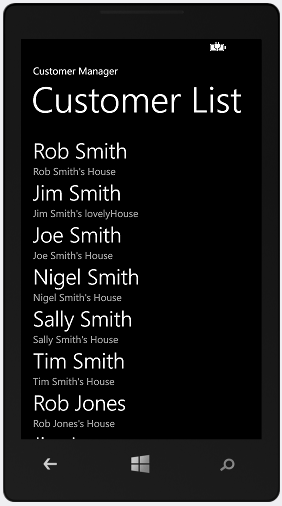 Customer Manager
Customer List
Rob Smith
Rob Smith's House
Jim Smith
Jim Smith's lovelyHouse
Joe Smith
Joe Smith's House
Nigel Smith
Nigel Smith's House
Sally Smith
Sally Smith's House
Tim Smith
Tim Smith's House
Rob Jones
Rob Jones's House